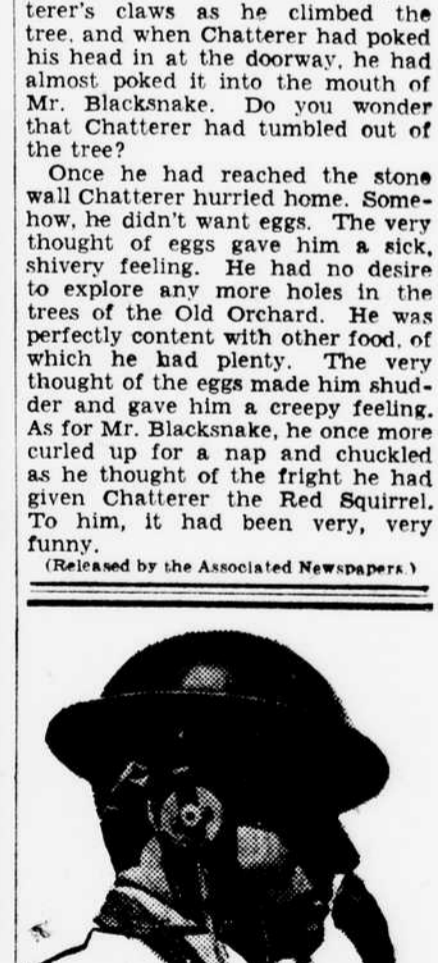 terer's claws as he climbed the
tree, and when Chatterer had poked
his head in at the doorway, he had
almost poked it into the mouth of
Mr. Blacksnake. Do you wonder
that Chatterer had tumbled out of
the tree?
Once he had reached the stone
wall Chatterer hurried home. Some-
how, he didn't want eggs. The very
thought of eggs gave him a sick,
shivery feeling. He had no desire
to explore any more holes in the
trees of the Old Orchard. He was
perfectly content with other food, of
which he had plenty. The very
thought of the eggs made him shud-
der and gave him a creepy feeling.
As for Mr. Blacksnake, he once more
curled up for a nap and chuckled
as he thought of the fright he had
given Chatterer the Red Squirrel.
To him, it had been very, very
funny.
(Released by the Associated Newspapers.)